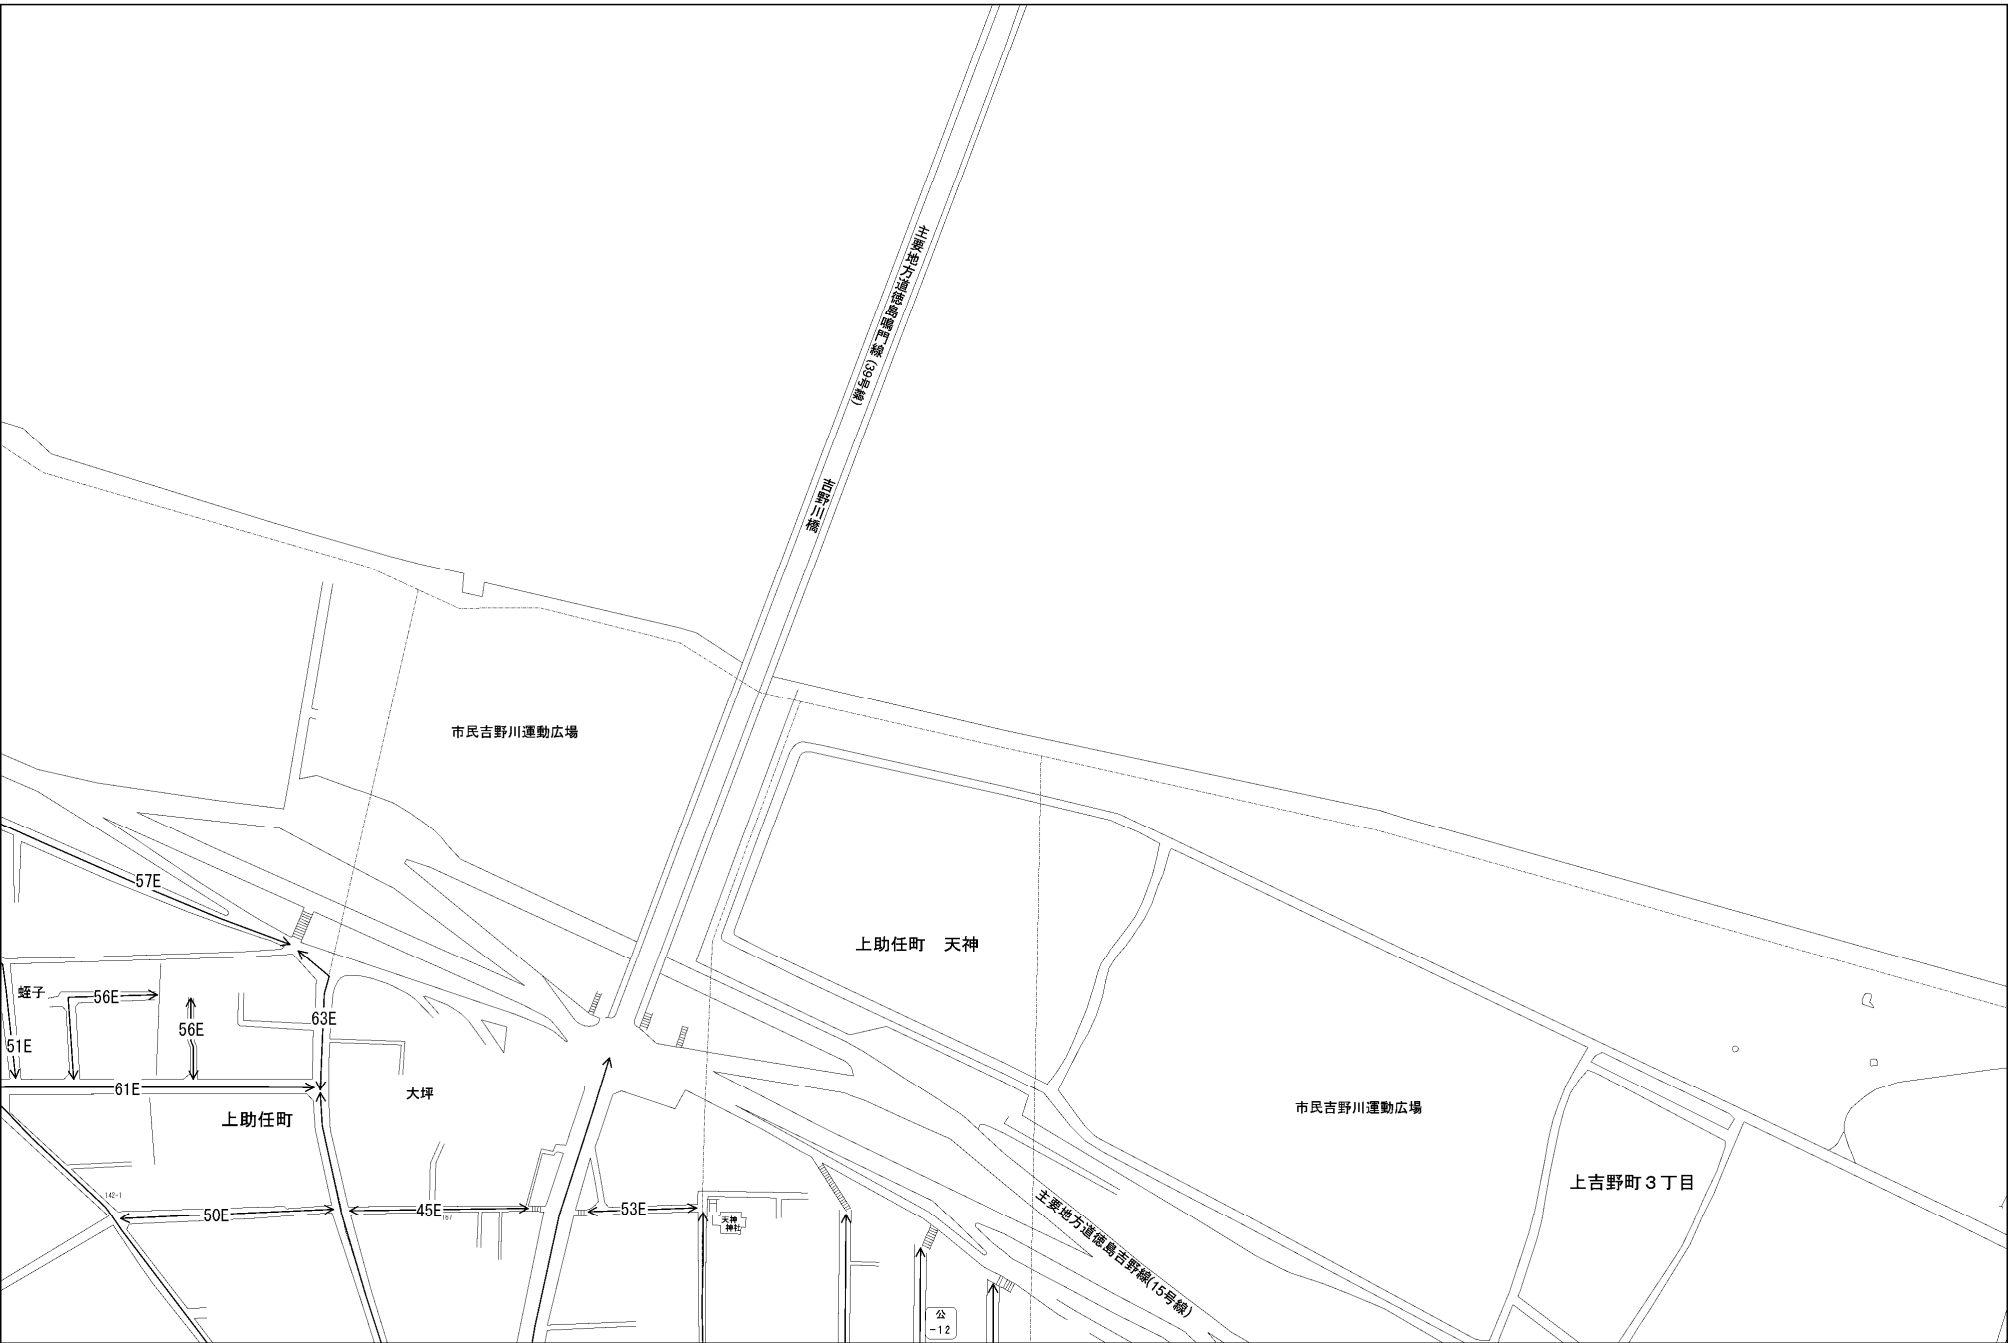 主要地方道徳島鳴門線(39号線)
吉野川橋
市民吉野川運動広場
57E
上助任町　天神
蛭子
56E
56E
63E
51E
61E
大坪
上助任町
市民吉野川運動広場
上吉野町３丁目
142-1
50E
45E
53E
天神
神社
主要地方道徳島吉野線(15号線)
公
-12